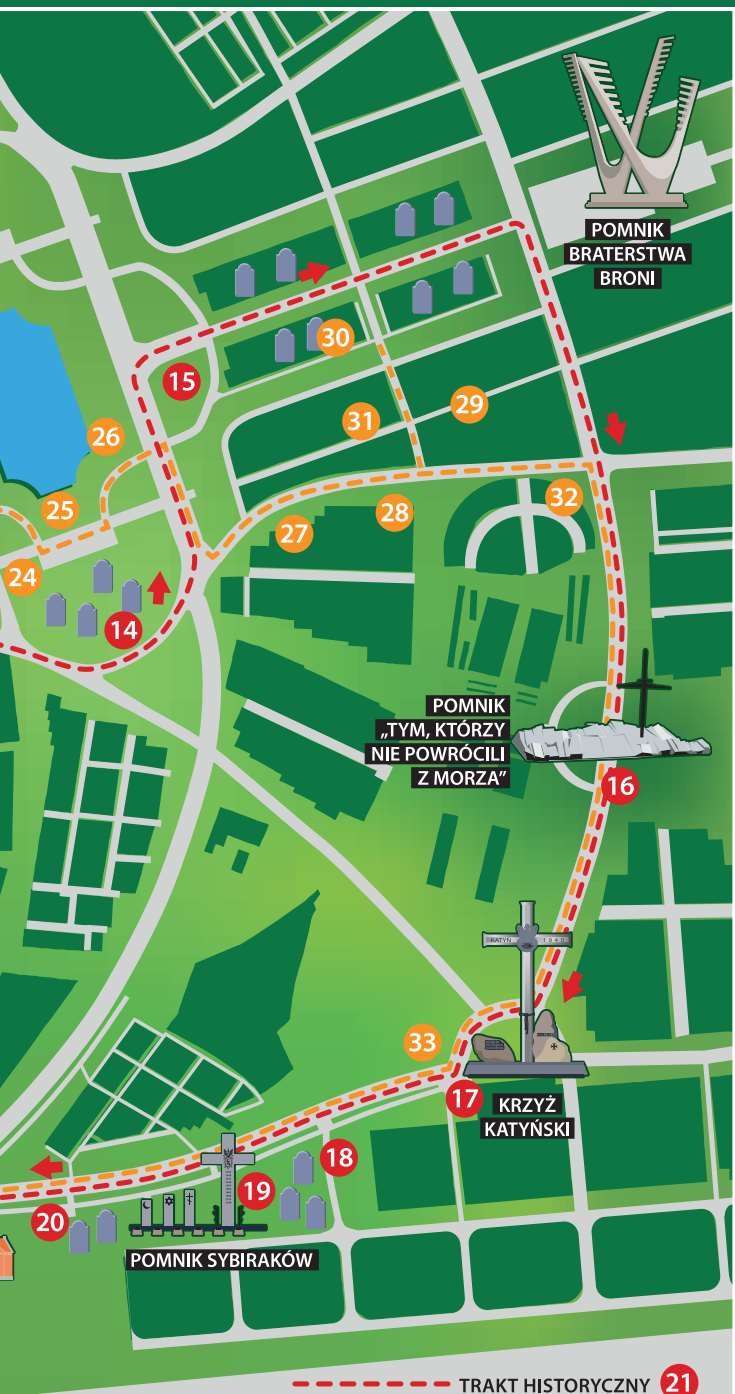 POMNIK
BRATERSTWA
BRONI
30
15
31
29
26
25
32
28
27
24
14
POMNIK
„TYM, KTÓRZY
NIE POWRÓCILI
Z MORZA”
16
KATYŃ 1940
33
17
KRZYŻ
KATYŃSKI
18
19
20
POMNIK SYBIRAKÓW
TRAKT HISTORYCZNY 21